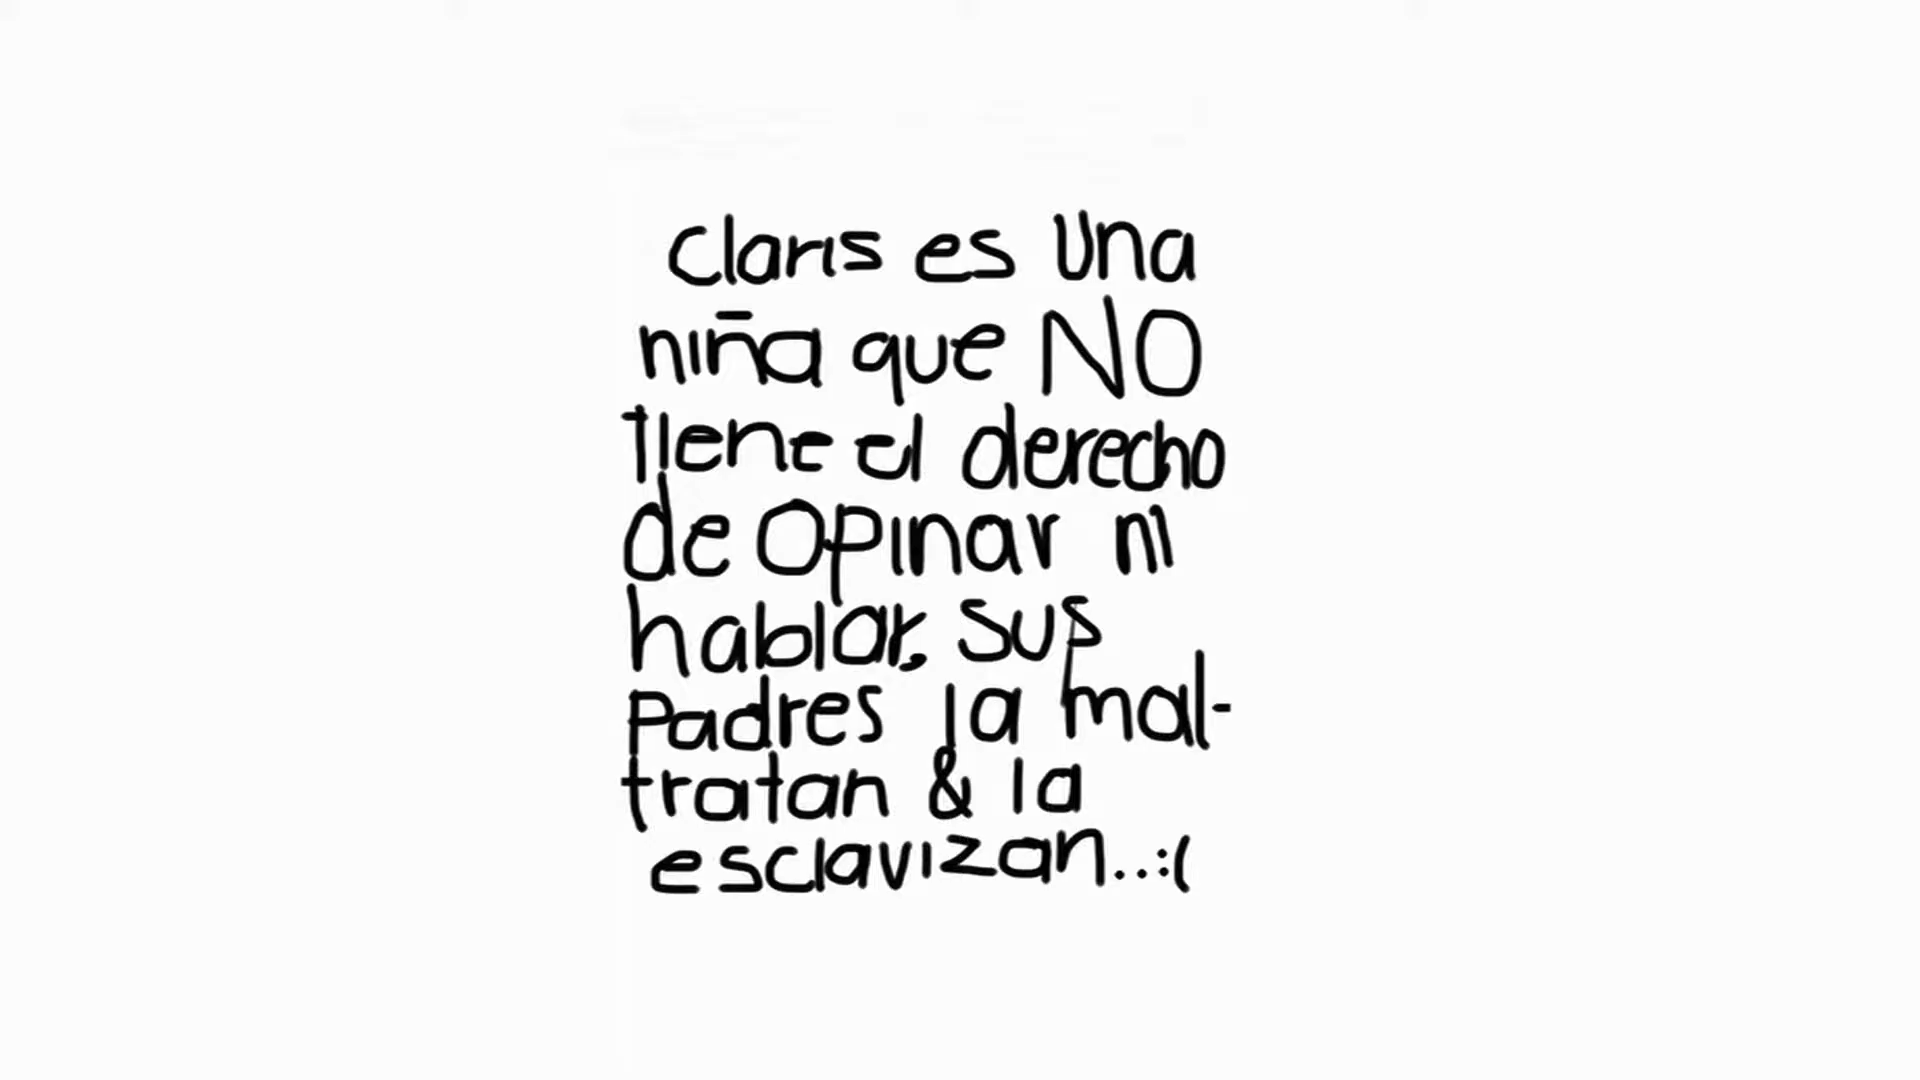 Claris es una
niña que NO
tiene el derecho
de opinar ni
hablar, sus
padres la mal-
tratan & la
esclavizan..:(